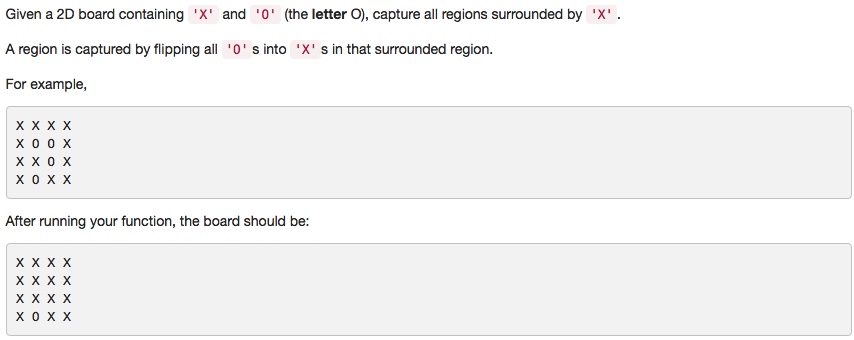 Given a 2D board containing 'X' and 'O' (the letter O), capture all regions surrounded by 'X' .
A region is captured by flipping all 'O' s into 'X' s in that surrounded region.
For example,
X X X X
X O O X
X X O X
X O X X
After running your function, the board should be:
X X X X
X X X X
X X X X
X O X X